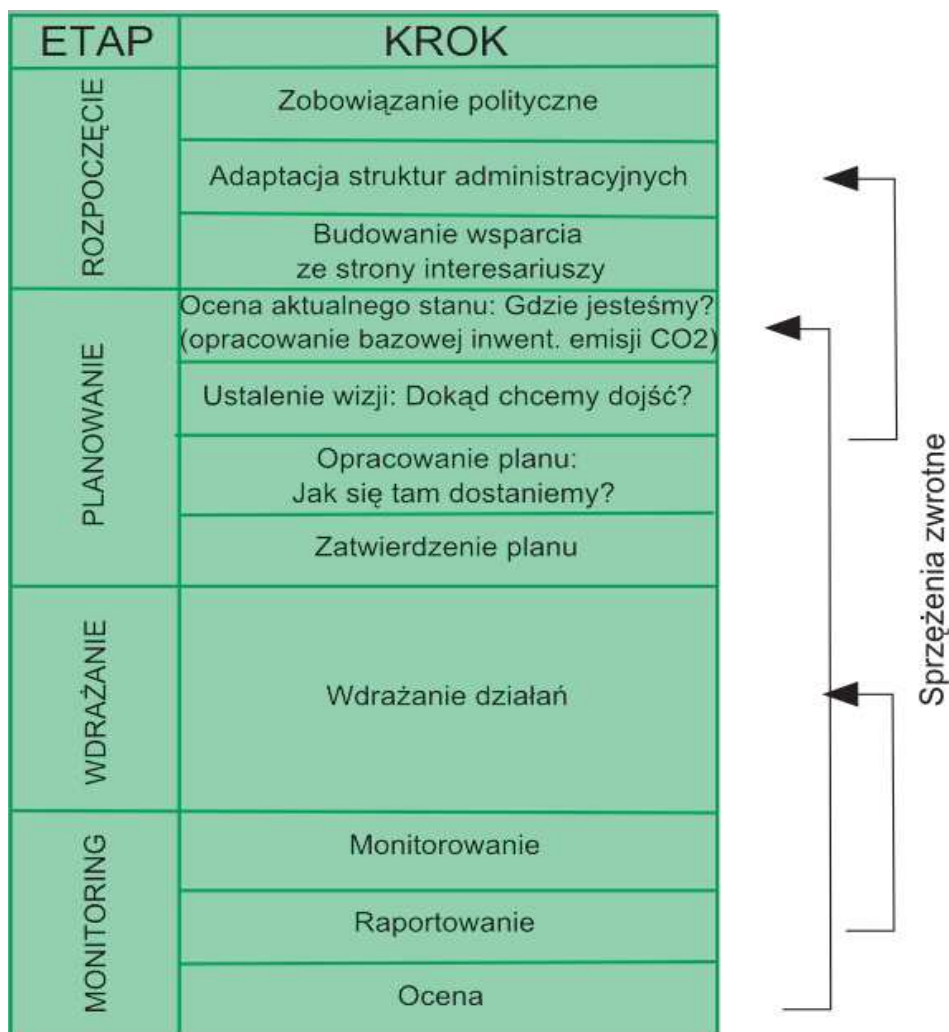 ETAP
KROK
ROZPOCZĘCIE
Zobowiązanie polityczne
Adaptacja struktur administracyjnych
Budowanie wsparcia
ze strony interesariuszy
PLANOWANIE
Ocena aktualnego stanu: Gdzie jesteśmy?
(opracowanie bazowej inwent. emisji CO2)
Ustalenie wizji: Dokąd chcemy dojść?
Opracowanie planu:
Jak się tam dostaniemy?
Zatwierdzenie planu
WDRAŻANIE
Wdrażanie działań
MONITORING
Monitorowanie
Raportowanie
Ocena
Sprzężenia zwrotne